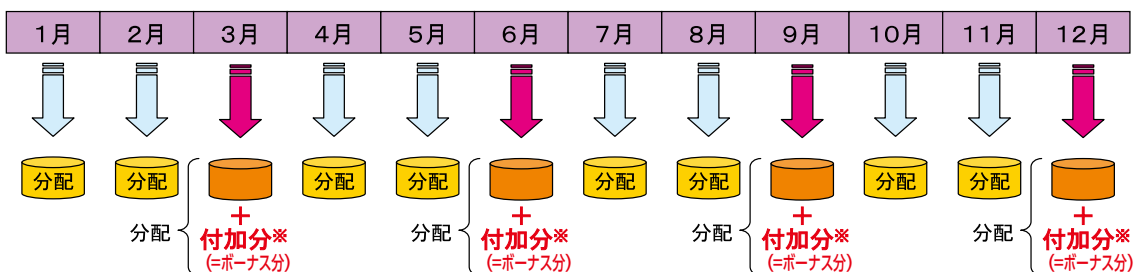 1月 2月 3月 4月 5月 6月 7月 8月 9月 10月 11月 12月
分配 分配 分配 分配 分配 分配 分配 分配
分配 分配 分配 分配
+ + + +
付加分※ 付加分※ 付加分※ 付加分※
(=ボーナス分) (=ボーナス分) (=ボーナス分) (=ボーナス分)